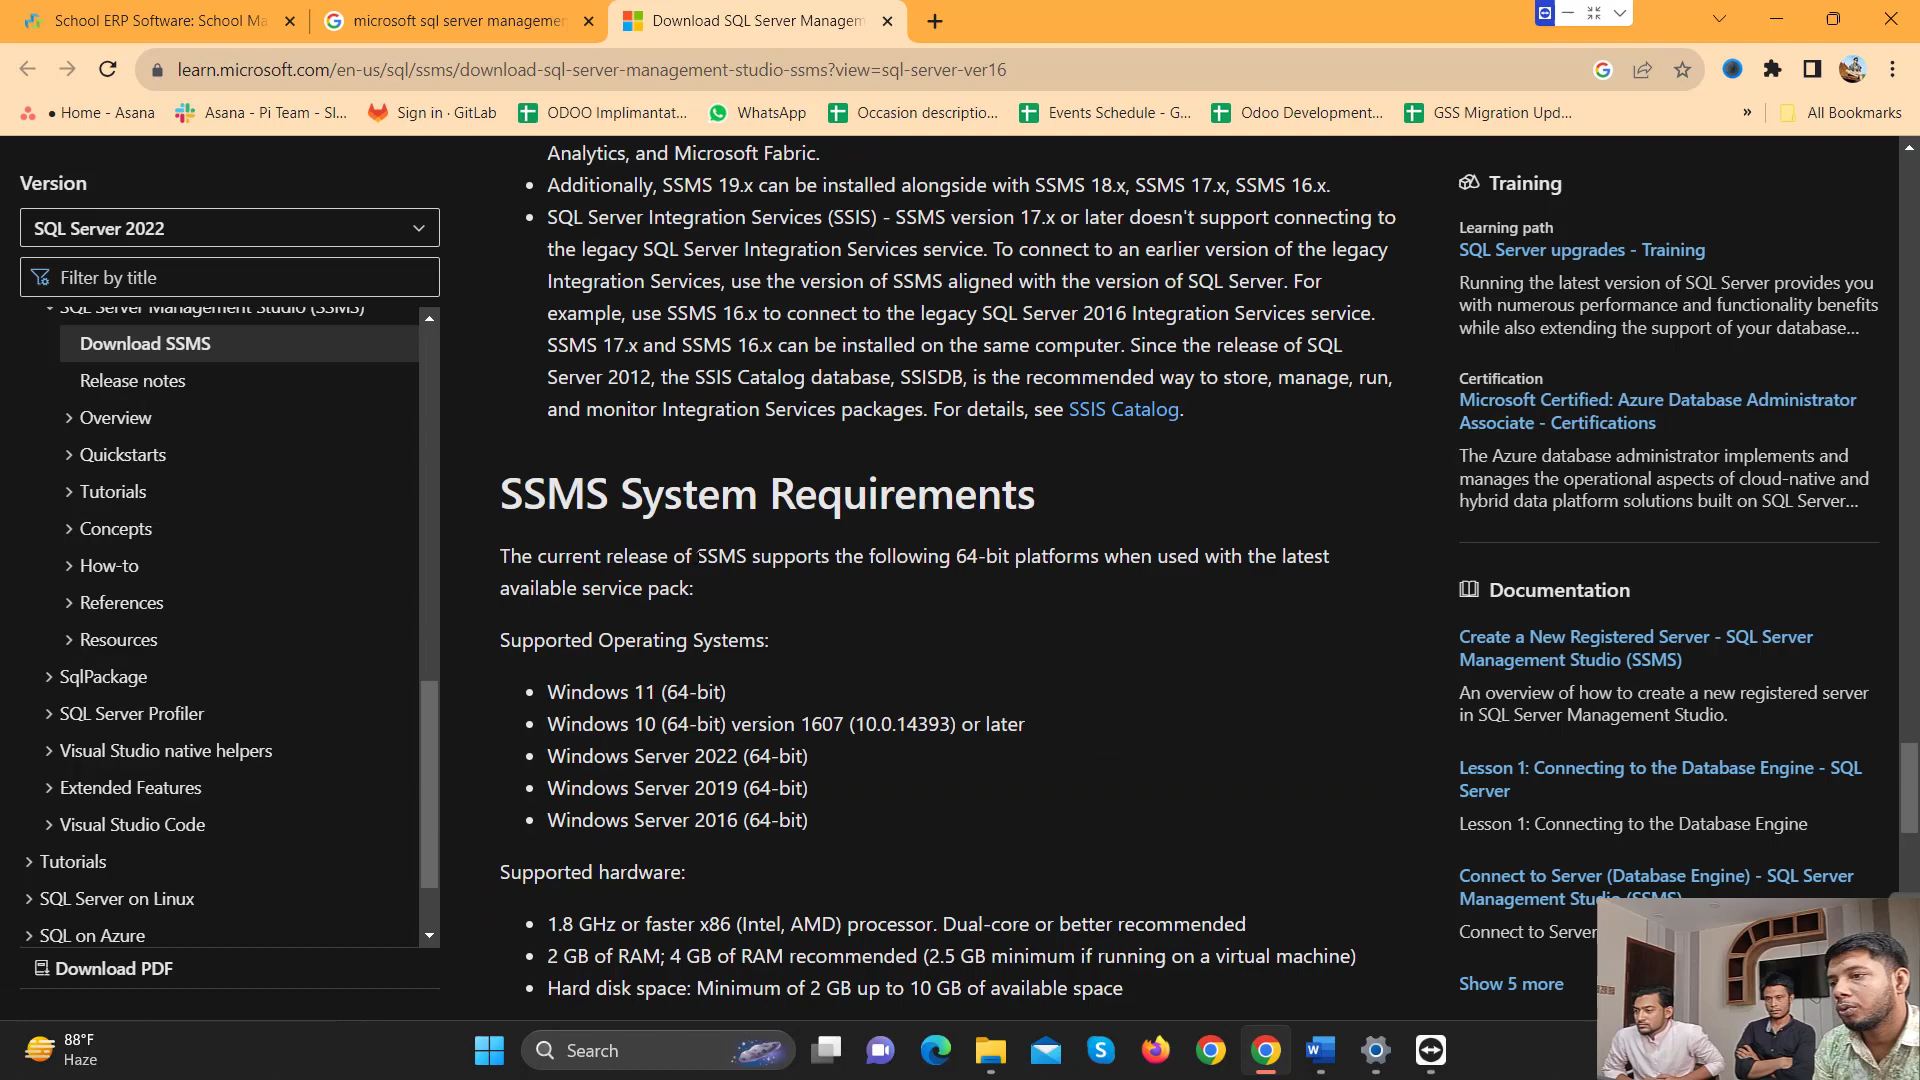 School ERP Software: School Ma
microsoft sql server managemen
Download SQL Server Managem
learn.microsoft.com/en-us/sql/ssms/download-sql-server-management-studio-ssms?view=sql-server-ver16
● Home - Asana
Asana - Pi Team - Sl...
Sign in · GitLab
ODOO Implimantat...
WhatsApp
Occasion descriptio...
Events Schedule - G...
Odoo Development...
GSS Migration Upd...
»
All Bookmarks
Version
SQL Server 2022
Filter by title
SQL Server Management Studio (SSMS)
Download SSMS
Release notes
Overview
Quickstarts
Tutorials
Concepts
How-to
References
Resources
SqlPackage
SQL Server Profiler
Visual Studio native helpers
Extended Features
Visual Studio Code
Tutorials
SQL Server on Linux
SQL on Azure
Download PDF
Analytics, and Microsoft Fabric.
• Additionally, SSMS 19.x can be installed alongside with SSMS 18.x, SSMS 17.x, SSMS 16.x.
• SQL Server Integration Services (SSIS) - SSMS version 17.x or later doesn't support connecting to
the legacy SQL Server Integration Services service. To connect to an earlier version of the legacy
Integration Services, use the version of SSMS aligned with the version of SQL Server. For
example, use SSMS 16.x to connect to the legacy SQL Server 2016 Integration Services service.
SSMS 17.x and SSMS 16.x can be installed on the same computer. Since the release of SQL
Server 2012, the SSIS Catalog database, SSISDB, is the recommended way to store, manage, run,
and monitor Integration Services packages. For details, see SSIS Catalog.
SSMS System Requirements
The current release of SSMS supports the following 64-bit platforms when used with the latest
available service pack:
Supported Operating Systems:
• Windows 11 (64-bit)
• Windows 10 (64-bit) version 1607 (10.0.14393) or later
• Windows Server 2022 (64-bit)
• Windows Server 2019 (64-bit)
• Windows Server 2016 (64-bit)
Supported hardware:
• 1.8 GHz or faster x86 (Intel, AMD) processor. Dual-core or better recommended
• 2 GB of RAM; 4 GB of RAM recommended (2.5 GB minimum if running on a virtual machine)
• Hard disk space: Minimum of 2 GB up to 10 GB of available space
Training
Learning path
SQL Server upgrades - Training
Running the latest version of SQL Server provides you
with numerous performance and functionality benefits
while also extending the support of your database...
Certification
Microsoft Certified: Azure Database Administrator
Associate - Certifications
The Azure database administrator implements and
manages the operational aspects of cloud-native and
hybrid data platform solutions built on SQL Server...
Documentation
Create a New Registered Server - SQL Server
Management Studio (SSMS)
An overview of how to create a new registered server
in SQL Server Management Studio.
Lesson 1: Connecting to the Database Engine - SQL
Server
Lesson 1: Connecting to the Database Engine
Connect to Server (Database Engine) - SQL Server
Management Studio (SSMS)
Connect to Server
Show 5 more
88°F
Haze
Search